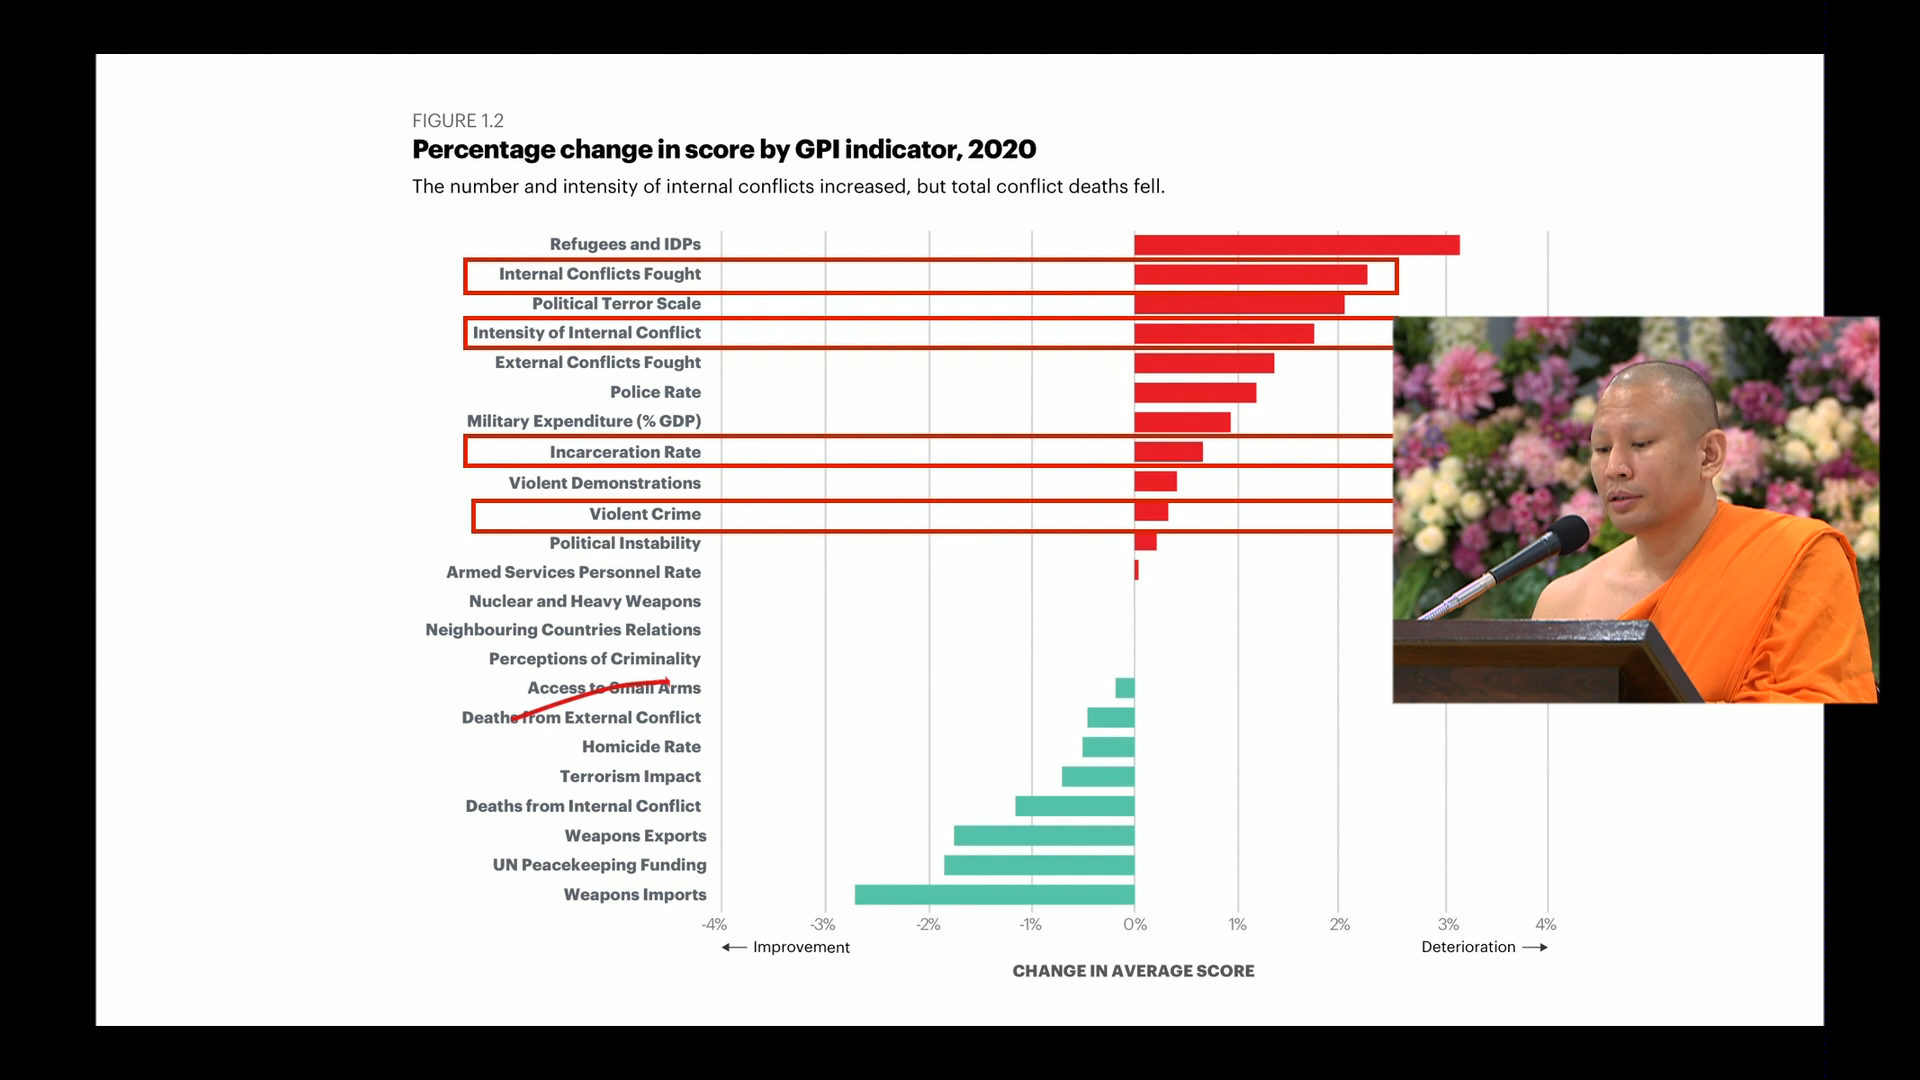 FIGURE 1.2
Percentage change in score by GPI indicator, 2020
The number and intensity of internal conflicts increased, but total conflict deaths fell.
Refugees and IDPs
Internal Conflicts Fought
Political Terror Scale
Intensity of Internal Conflict
External Conflicts Fought
Police Rate
Military Expenditure (% GDP)
Incarceration Rate
Violent Demonstrations
Violent Crime
Political Instability
Armed Services Personnel Rate
Nuclear and Heavy Weapons
Neighbouring Countries Relations
Perceptions of Criminality
Access to Small Arms
Deaths from External Conflict
Homicide Rate
Terrorism Impact
Deaths from Internal Conflict
Weapons Exports
UN Peacekeeping Funding
Weapons Imports
-4% -3% -2% -1% 0% 1% 2% 3% 4%
Improvement Deterioration
CHANGE IN AVERAGE SCORE